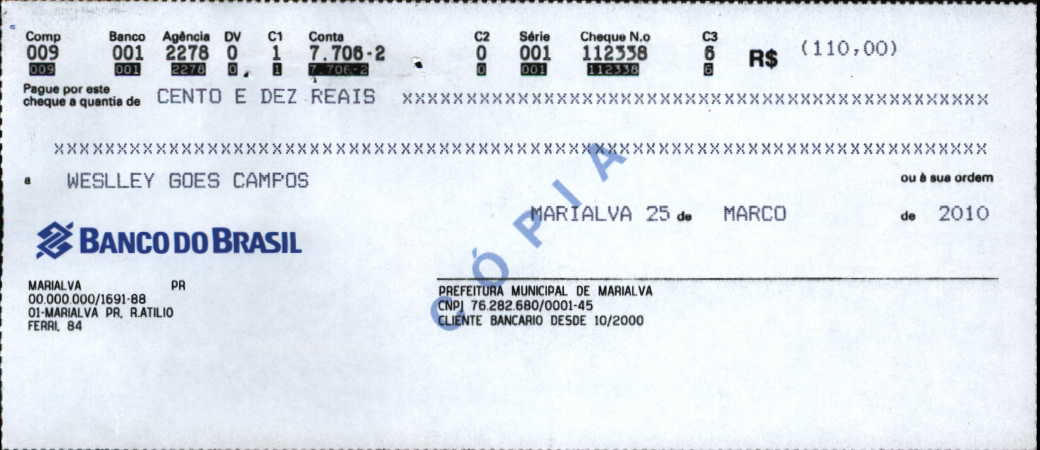 Comp Banco Agência DV C1 Conta C2 Série Cheque N.o C3
009 001 2278 0 1 7.706-2 0 001 112338 6 R$ (110,00)
009 001 2278 0 1 7.706-2 0 001 112338 6
Pague por este
cheque a quantia de CENTO E DEZ REAIS XXXXXXXXXXXXXXXXXXXXXXXXXXXXXXXXXXXXXXXXXXXXXXXXXXXXXX
XXXXXXXXXXXXXXXXXXXXXXXXXXXXXXXXXXXXXXXXXXXXXXXXXXXXXXXXXXXXXXXXXXXXXXXXXXXXXX
a WESLLEY GOES CAMPOS ou à sua ordem
MARIALVA 25 de MARCO de 2010
CÓPIA
BANCO DO BRASIL
MARIALVA PR
00.000.000/1691-88
01-MARIALVA PR, R.ATILIO
FERRI, 84
PREFEITURA MUNICIPAL DE MARIALVA
CNPJ 76.282.680/0001-45
CLIENTE BANCARIO DESDE 10/2000